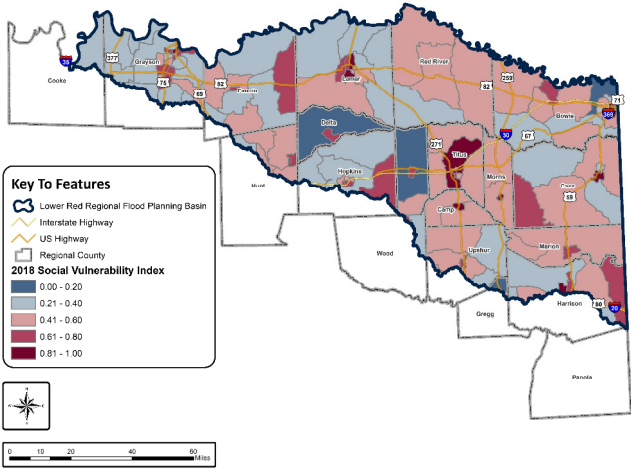 35
377
Grayson
Cooke
75
69
82
Fannin
Lamar
Red River
259
82
71
Bowie
369
Delta
30
67
271
Titus
Hopkins
Morris
Cass
59
Hunt
Camp
Upshur
Marion
Wood
Gregg
Harrison
80
20
Panola
Key To Features
Lower Red Regional Flood Planning Basin
Interstate Highway
US Highway
Regional County
2018 Social Vulnerability Index
0.00 - 0.20
0.21 - 0.40
0.41 - 0.60
0.61 - 0.80
0.81 - 1.00
N
W
E
S
0 10 20 40 60
Miles